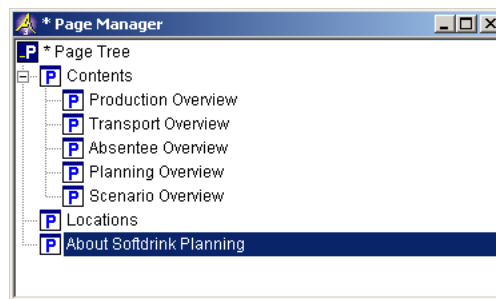 * Page Manager
* Page Tree
Contents
Production Overview
Transport Overview
Absentee Overview
Planning Overview
Scenario Overview
Locations
About Softdrink Planning